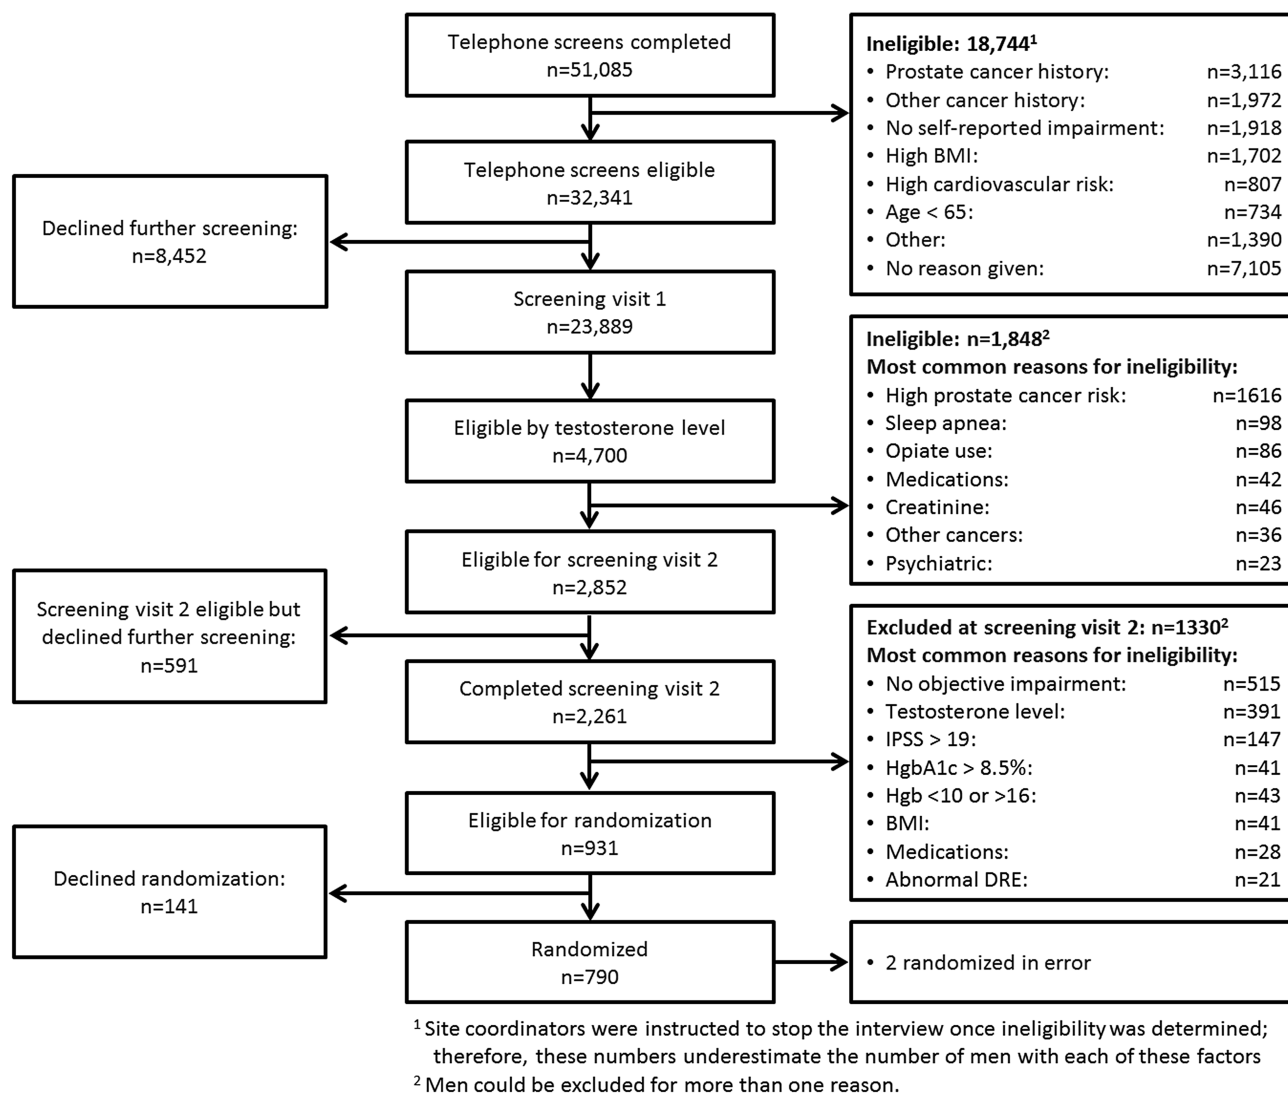 Telephone screens completed
n=51,085
Ineligible: 18,744¹
• Prostate cancer history: n=3,116
• Other cancer history: n=1,972
• No self-reported impairment: n=1,918
• High BMI: n=1,702
• High cardiovascular risk: n=807
• Age < 65: n=734
• Other: n=1,390
• No reason given: n=7,105
Telephone screens eligible
n=32,341
Declined further screening:
n=8,452
Screening visit 1
n=23,889
Eligible by testosterone level
n=4,700
Ineligible: n=1,848²
Most common reasons for ineligibility:
• High prostate cancer risk: n=1616
• Sleep apnea: n=98
• Opiate use: n=86
• Medications: n=42
• Creatinine: n=46
• Other cancers: n=36
• Psychiatric: n=23
Eligible for screening visit 2
n=2,852
Screening visit 2 eligible but
declined further screening:
n=591
Completed screening visit 2
n=2,261
Excluded at screening visit 2: n=1330²
Most common reasons for ineligibility:
• No objective impairment: n=515
• Testosterone level: n=391
• IPSS > 19: n=147
• HgbA1c > 8.5%: n=41
• Hgb <10 or >16: n=43
• BMI: n=41
• Medications: n=28
• Abnormal DRE: n=21
Eligible for randomization
n=931
Declined randomization:
n=141
Randomized
n=790
• 2 randomized in error
¹ Site coordinators were instructed to stop the interview once ineligibility was determined;
therefore, these numbers underestimate the number of men with each of these factors
² Men could be excluded for more than one reason.